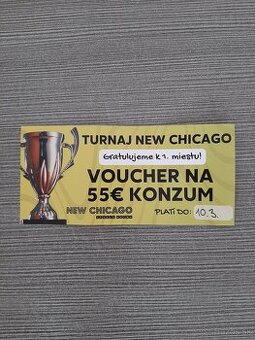 TURNAJ NEW CHICAGO
Gratulujeme k 1. miestu!
VOUCHER NA
55€ KONZUM
NEW CHICAGO
PLATÍ DO: 10.3.